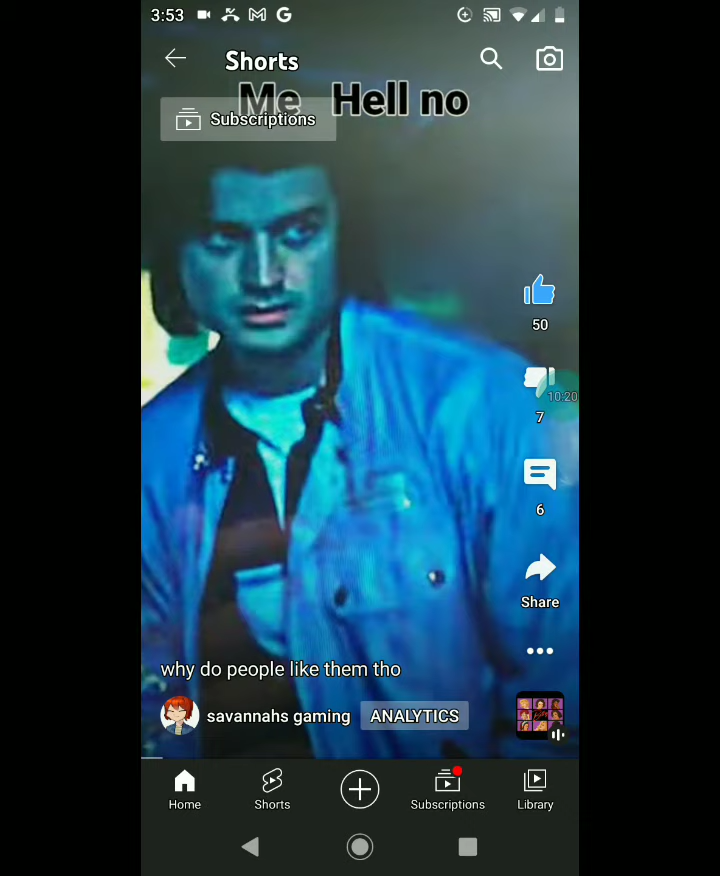 3:53
Shorts
Me Hell no
Subscriptions
50
10:20
7
6
Share
why do people like them tho
savannahs gaming ANALYTICS
Home Shorts Subscriptions Library